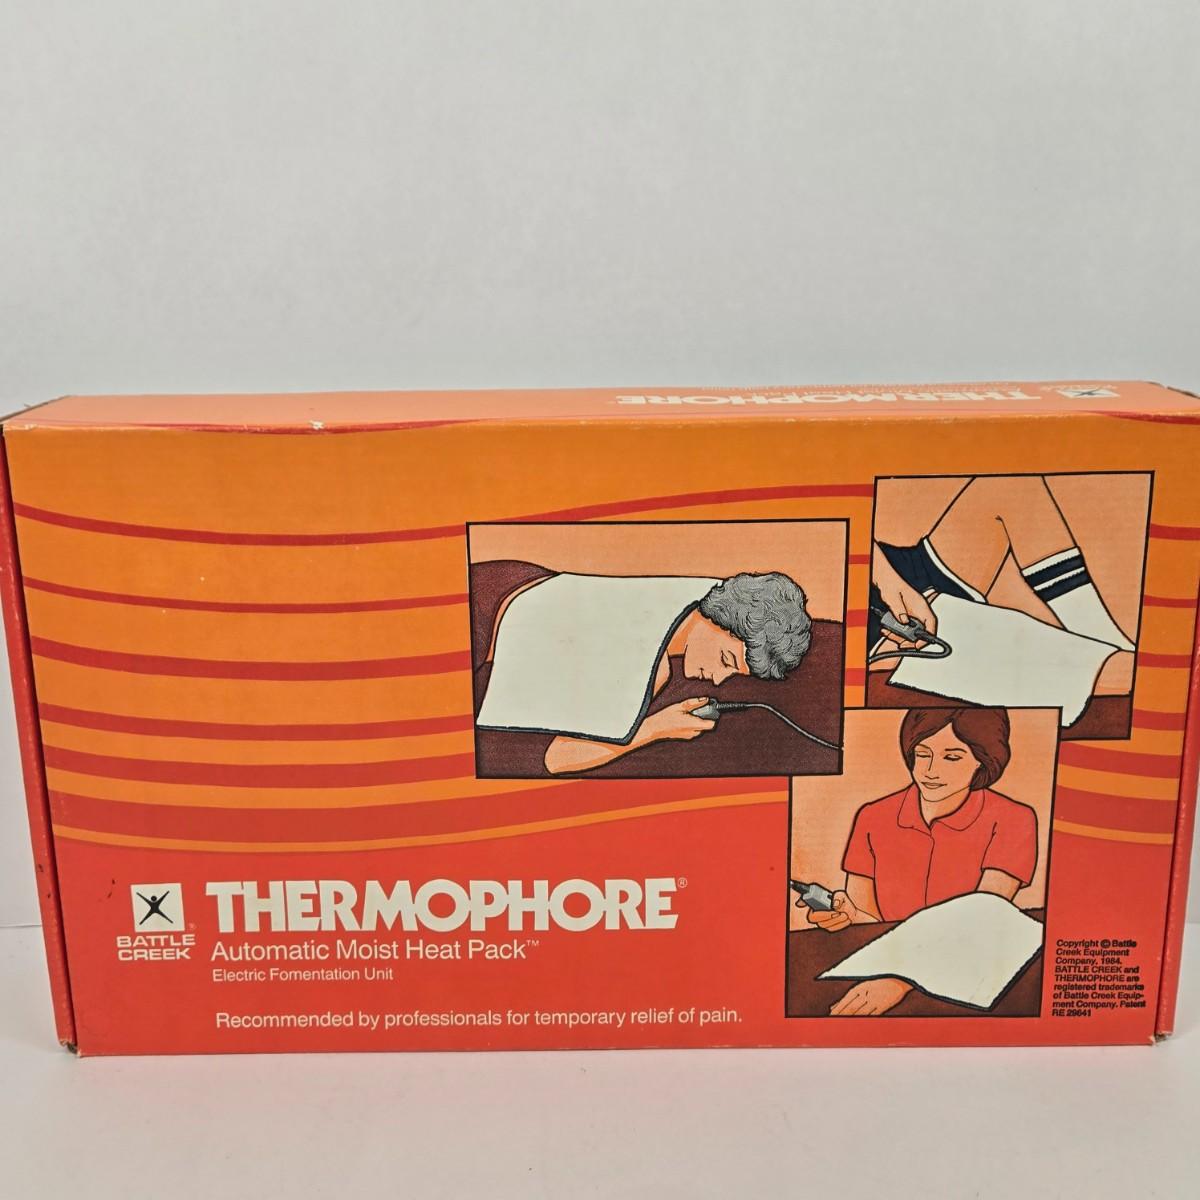 THERMOPHORE
THERMOPHORE®
BATTLE
CREEK®
Automatic Moist Heat Pack™
Electric Fomentation Unit
Recommended by professionals for temporary relief of pain.
Copyright © Battle
Creek Equipment
Company, 1984.
BATTLE CREEK and
THERMOPHORE are
registered trademarks
of Battle Creek Equip-
ment Company. Patent
RE 29641